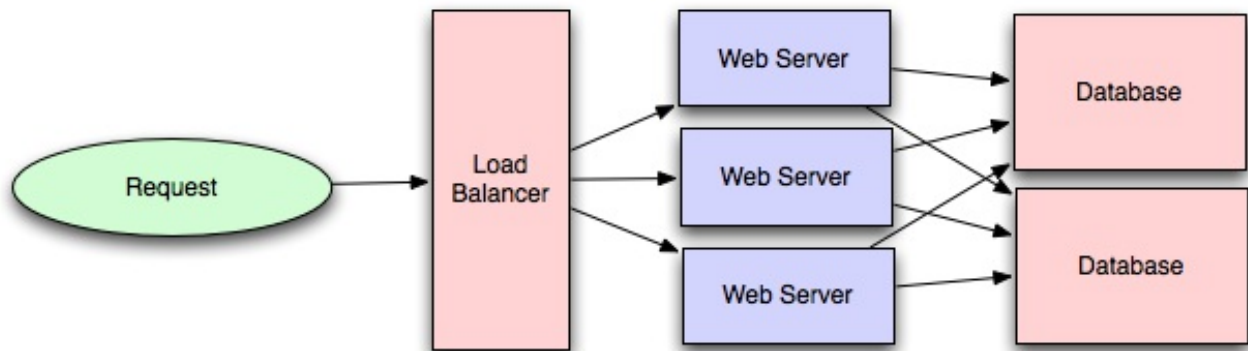 Request
Load
Balancer
Web Server
Web Server
Web Server
Database
Database